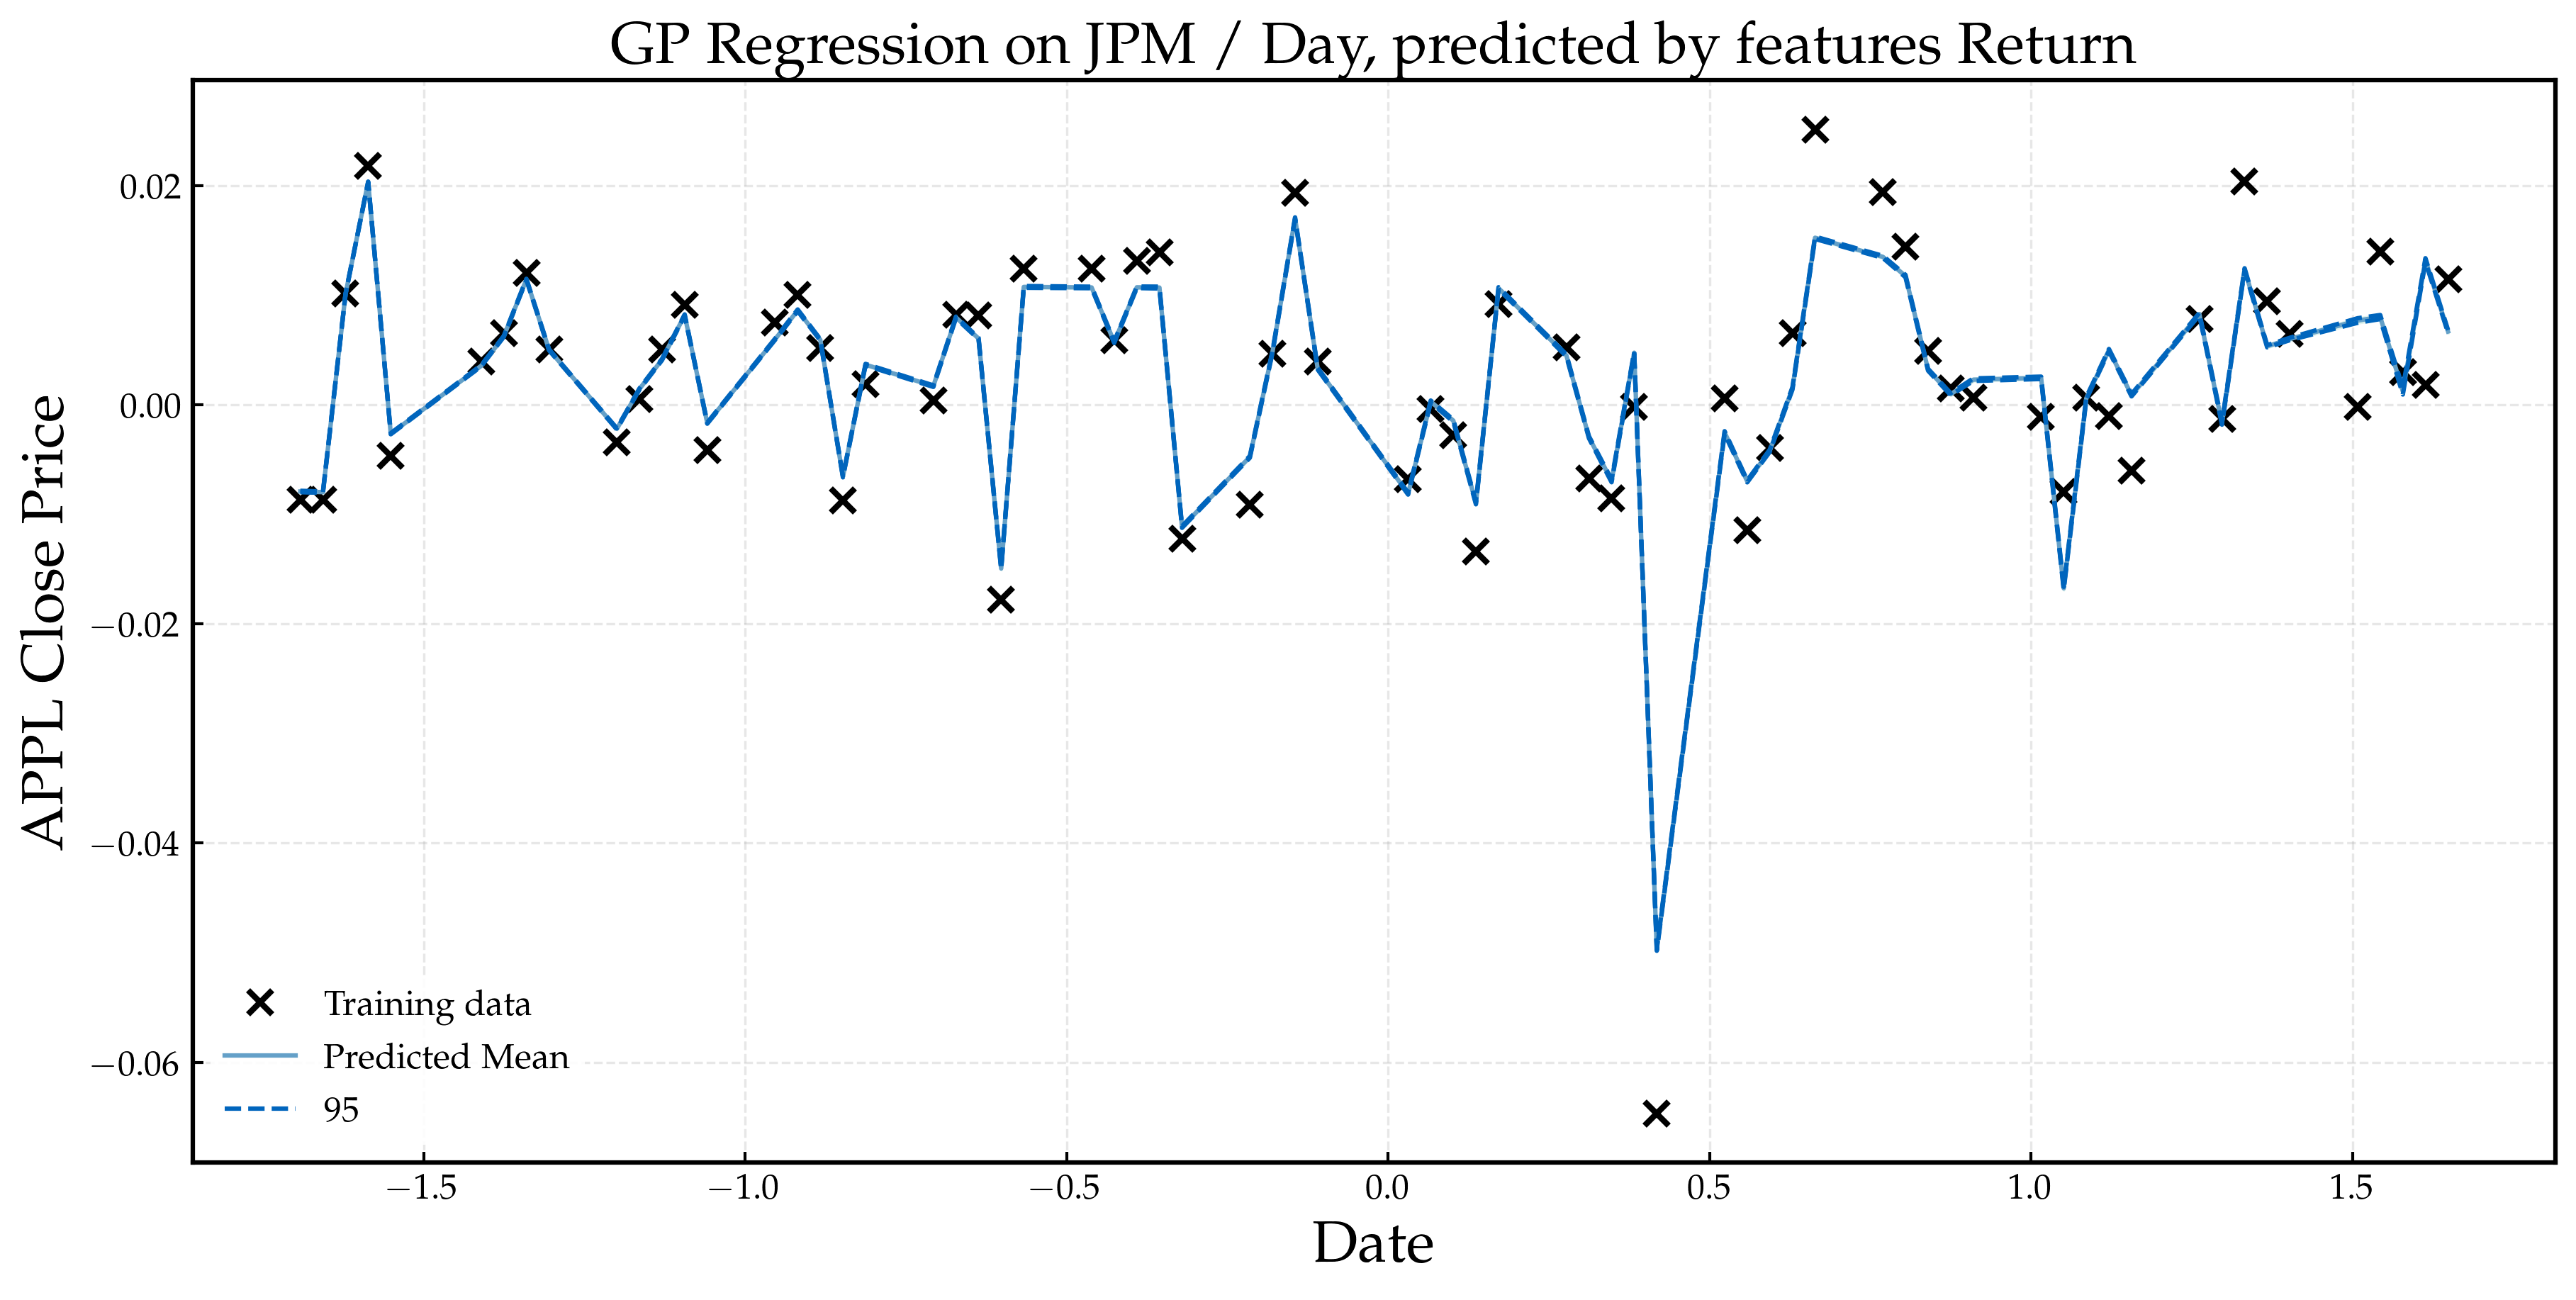 GP Regression on JPM / Day, predicted by features Return
APPL Close Price
0.02
0.00
−0.02
−0.04
−0.06
Training data
Predicted Mean
95
−1.5
−1.0
−0.5
0.0
0.5
1.0
1.5
Date